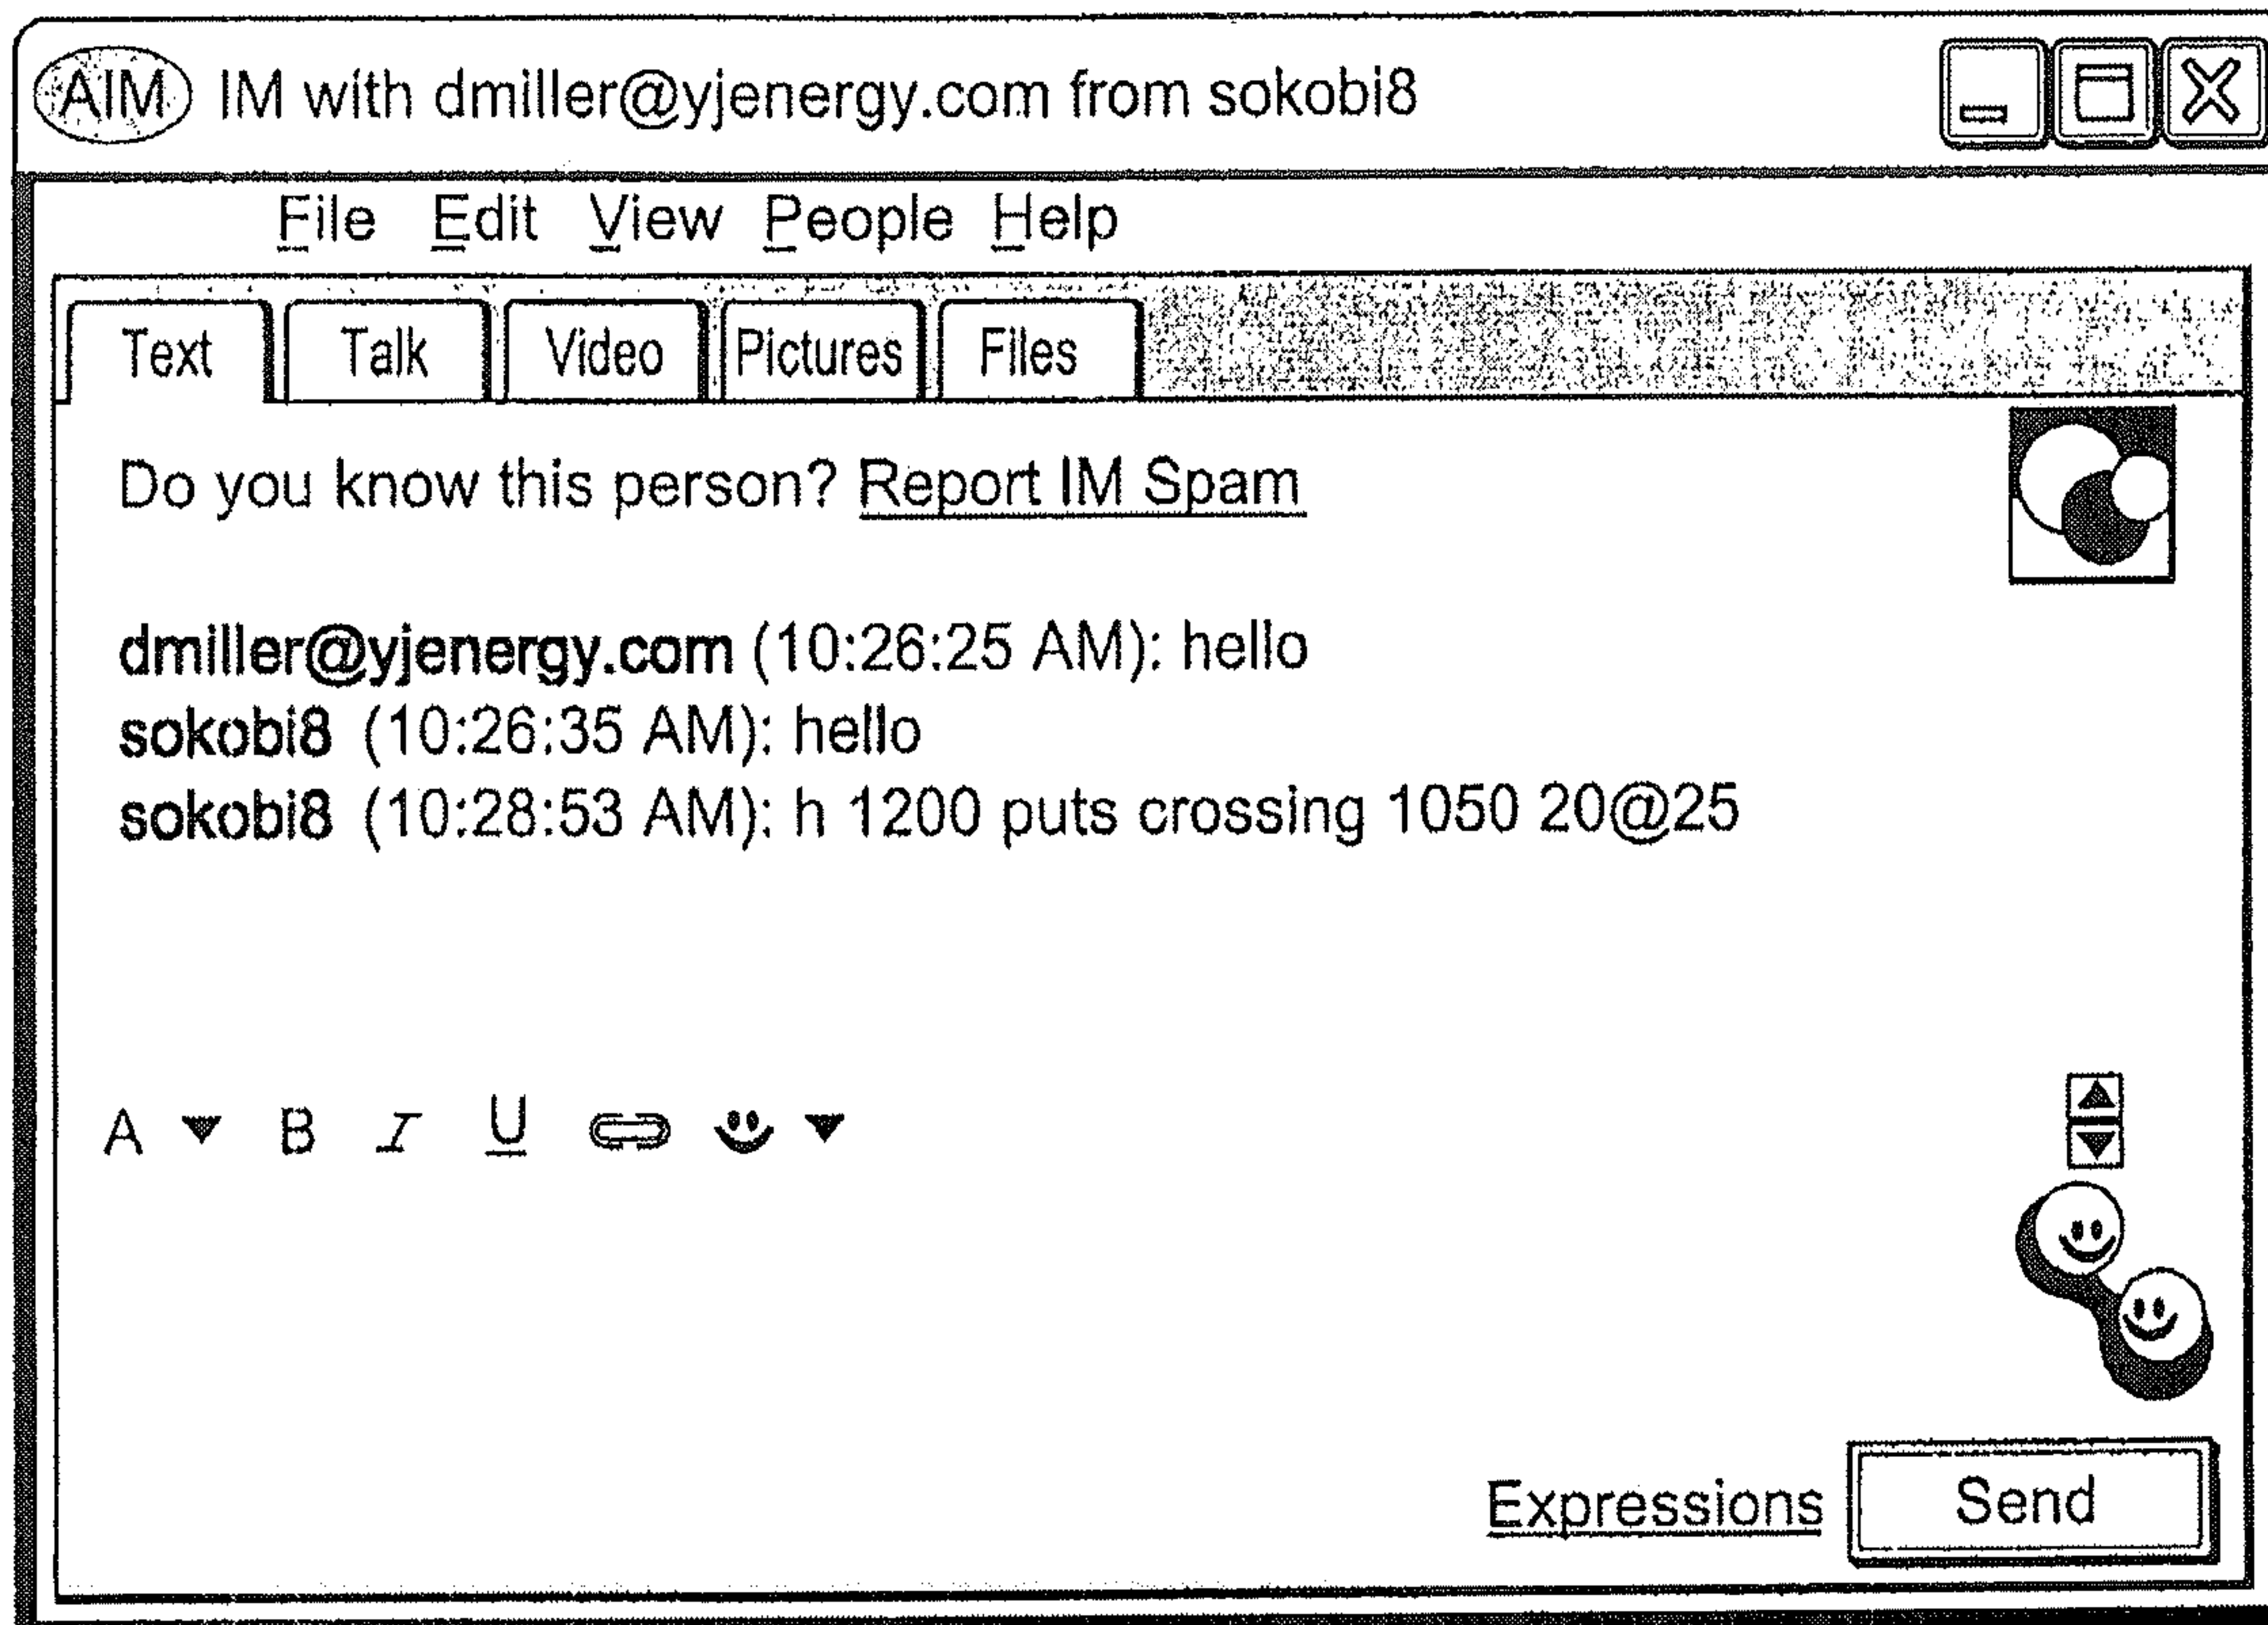 AIM IM with dmiller@yjenergy.com from sokobi8
File Edit View People Help
Text Talk Video Pictures Files
Do you know this person? Report IM Spam
dmiller@yjenergy.com (10:26:25 AM): hello
sokobi8 (10:26:35 AM): hello
sokobi8 (10:28:53 AM): h 1200 puts crossing 1050 20@25
A B I U
Expressions Send